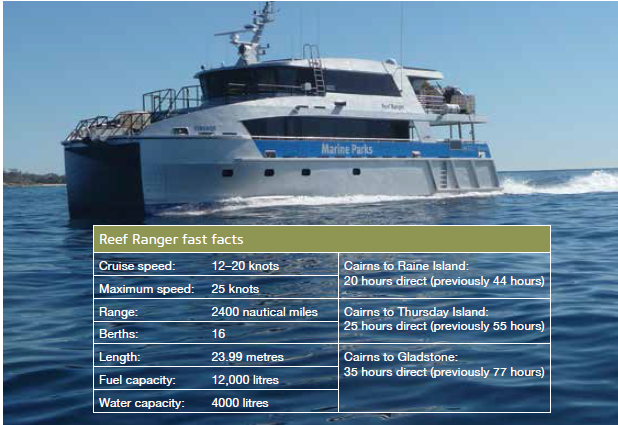 Reef Ranger
Marine Parks
Reef Ranger fast facts
Cruise speed: 12–20 knots
Maximum speed: 25 knots
Range: 2400 nautical miles
Berths: 16
Length: 23.99 metres
Fuel capacity: 12,000 litres
Water capacity: 4000 litres
Cairns to Raine Island:
20 hours direct (previously 44 hours)
Cairns to Thursday Island:
25 hours direct (previously 55 hours)
Cairns to Gladstone:
35 hours direct (previously 77 hours)